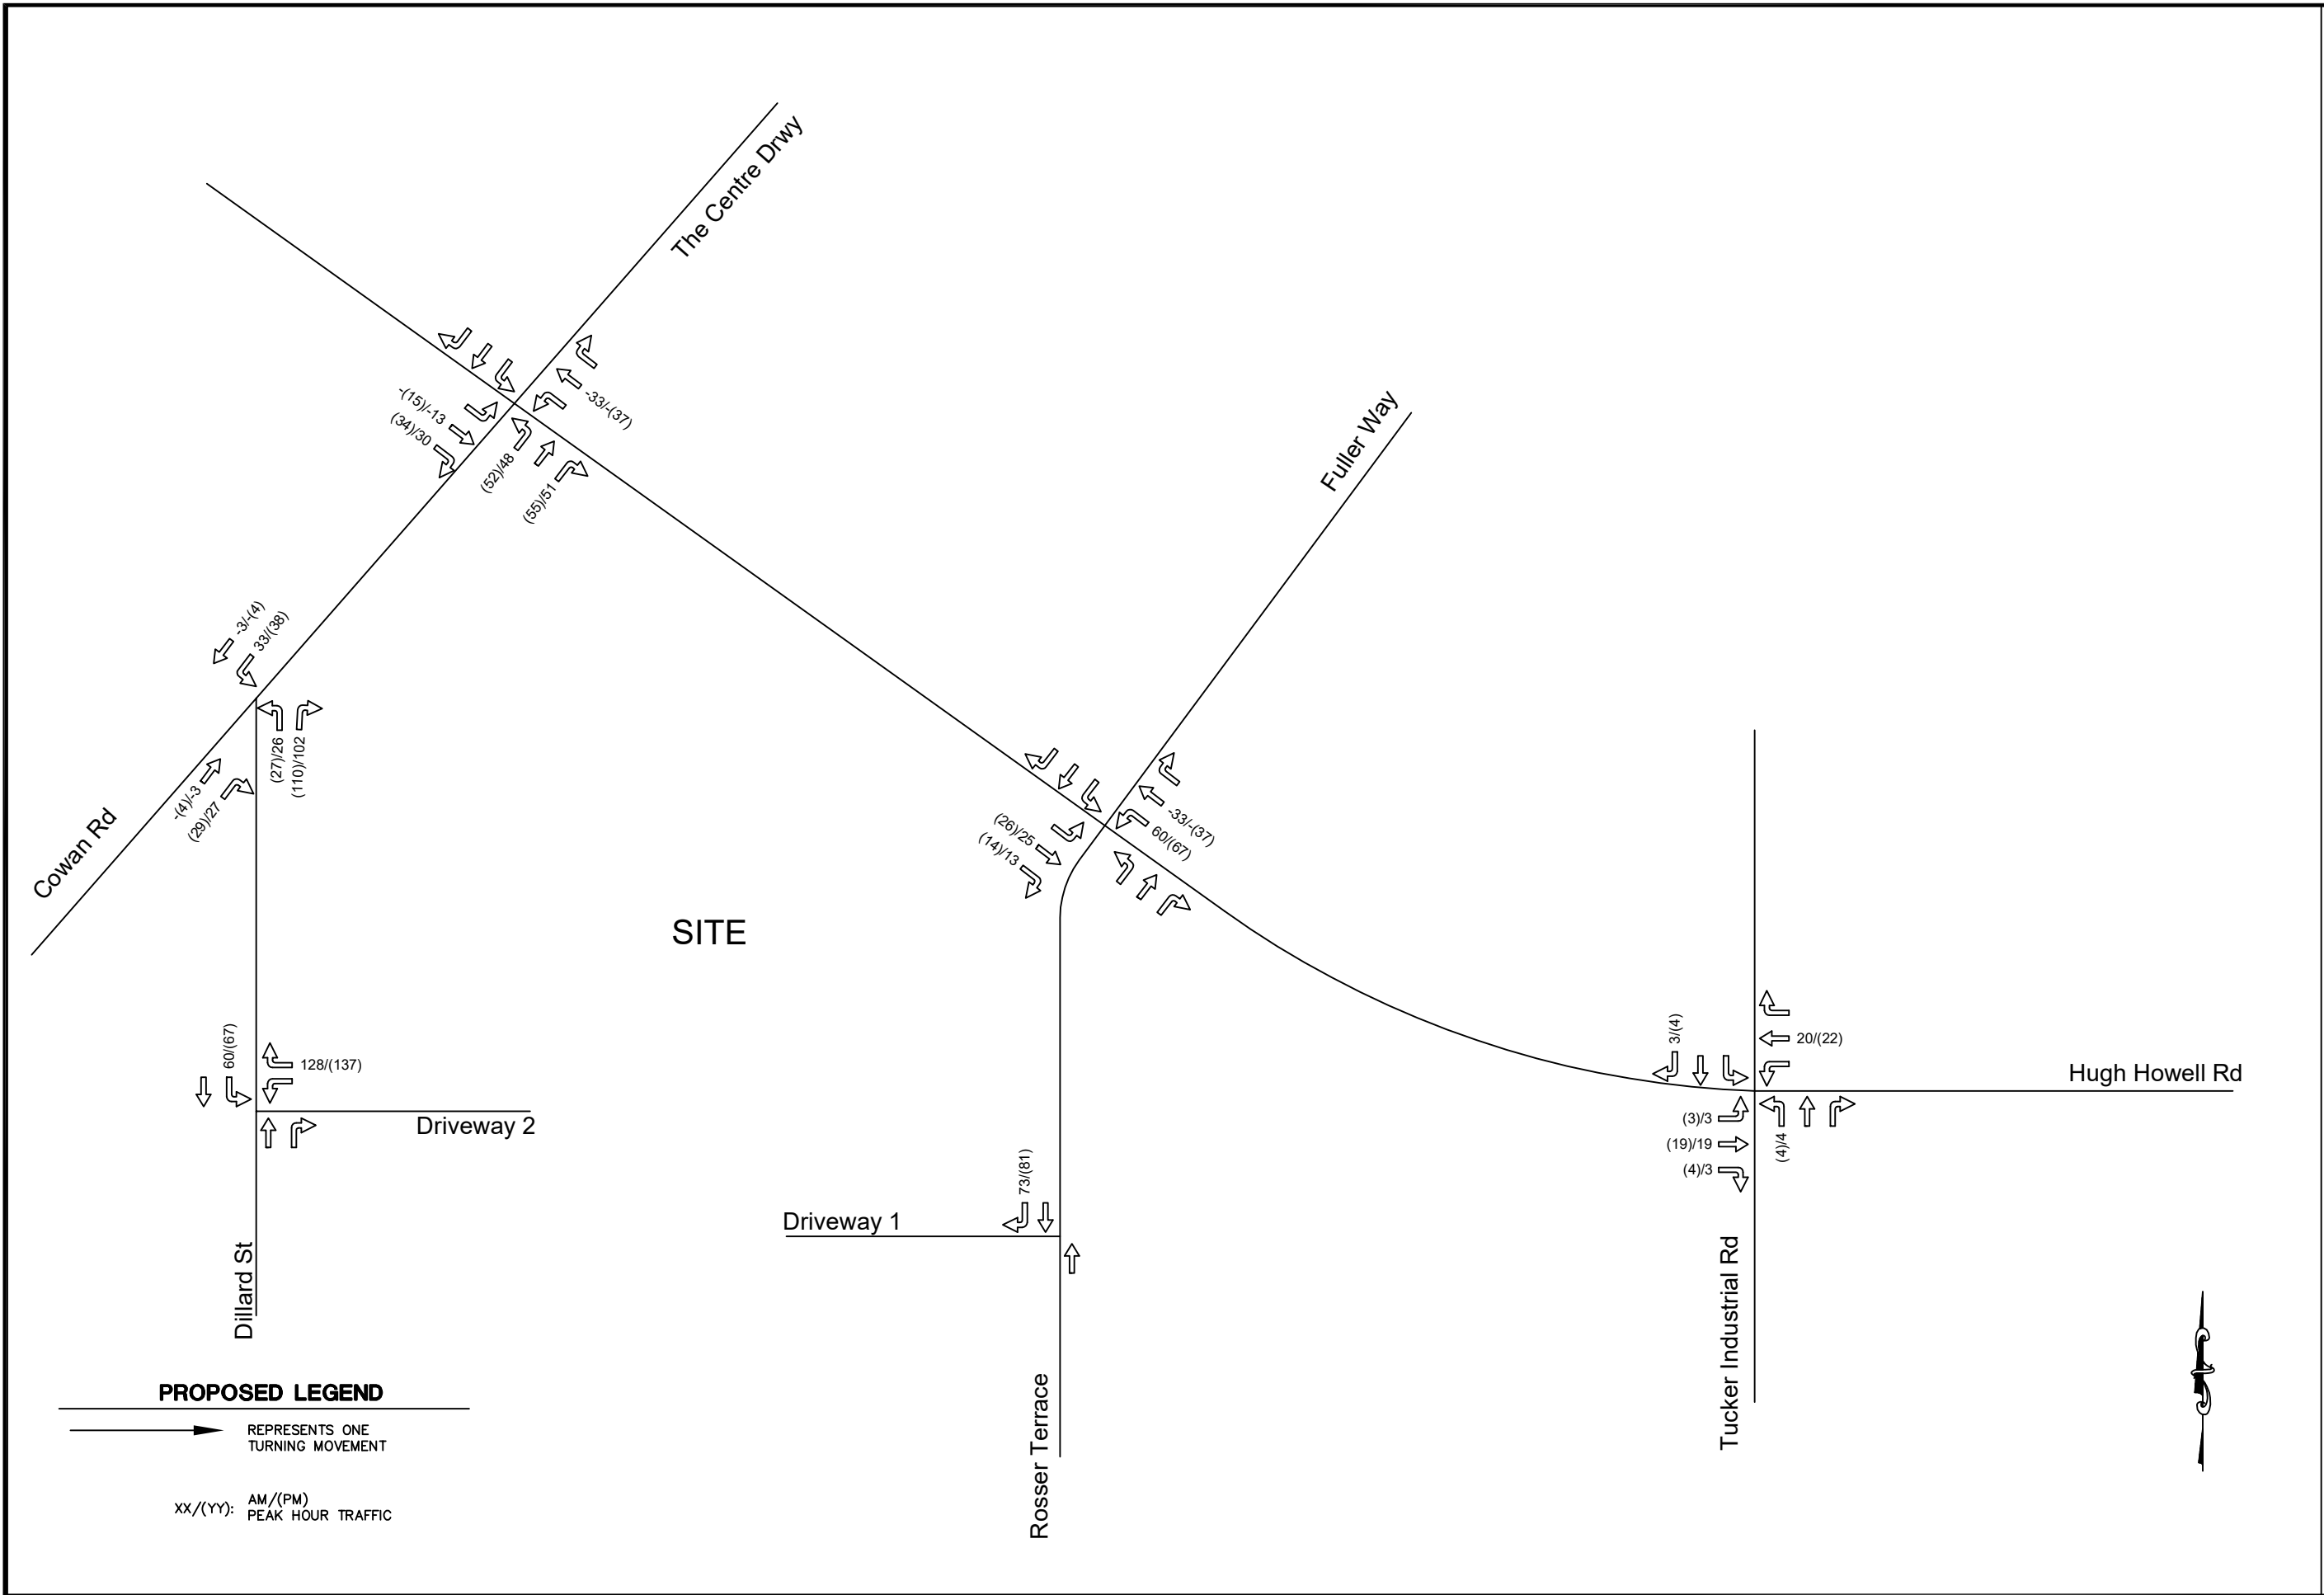 The Centre Drwy
-(15)/-13
(34)/30
-33/-(37)
(52)/48
(55)/51
Fuller Way
-3/-(4)
33/(38)
(27)/26
(110)/102
-(4)/-3
(29)/27
Cowan Rd
(26)/25
(14)/13
-33/-(37)
60/(67)
SITE
60/(67)
128/(137)
Driveway 2
3/(4)
20/(22)
Hugh Howell Rd
(3)/3
(19)/19
(4)/3
(4)/4
73/(81)
Driveway 1
Dillard St
Rosser Terrace
Tucker Industrial Rd
PROPOSED LEGEND
REPRESENTS ONE
TURNING MOVEMENT
XX/(YY): AM/(PM)
PEAK HOUR TRAFFIC